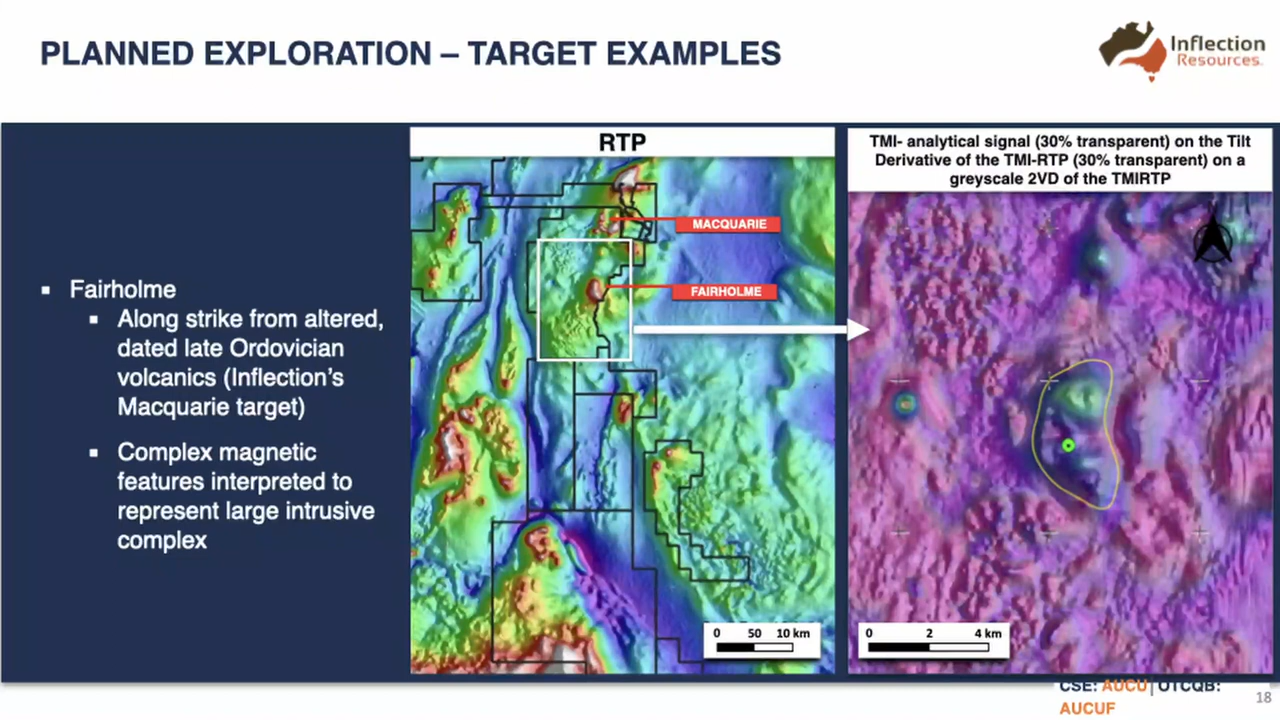 PLANNED EXPLORATION – TARGET EXAMPLES
Inflection
Resources.
▪ Fairholme
▪ Along strike from altered,
dated late Ordovician
volcanics (Inflection's
Macquarie target)
▪ Complex magnetic
features interpreted to
represent large intrusive
complex
RTP
MACQUARIE
FAIRHOLME
0 50 10 km
TMI- analytical signal (30% transparent) on the Tilt
Derivative of the TMI-RTP (30% transparent) on a
greyscale 2VD of the TMIRTP
0 2 4 km
CSE: AUCU | OTCQB:
AUCUF
18